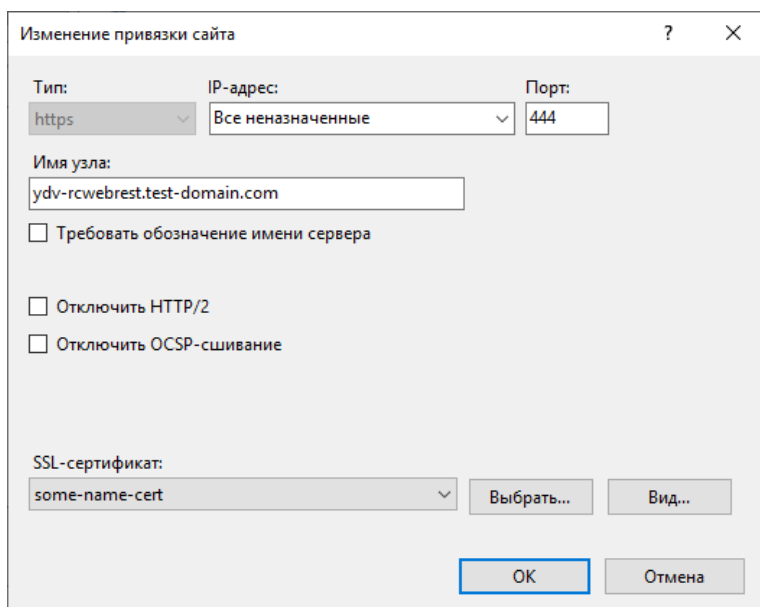 Изменение привязки сайта ?
Тип: IP-адрес: Порт:
https Все неназначенные 444
Имя узла:
ydv-rcwebrest.test-domain.com
Требовать обозначение имени сервера
Отключить HTTP/2
Отключить OCSP-сшивание
SSL-сертификат:
some-name-cert Выбрать... Вид...
OK Отмена